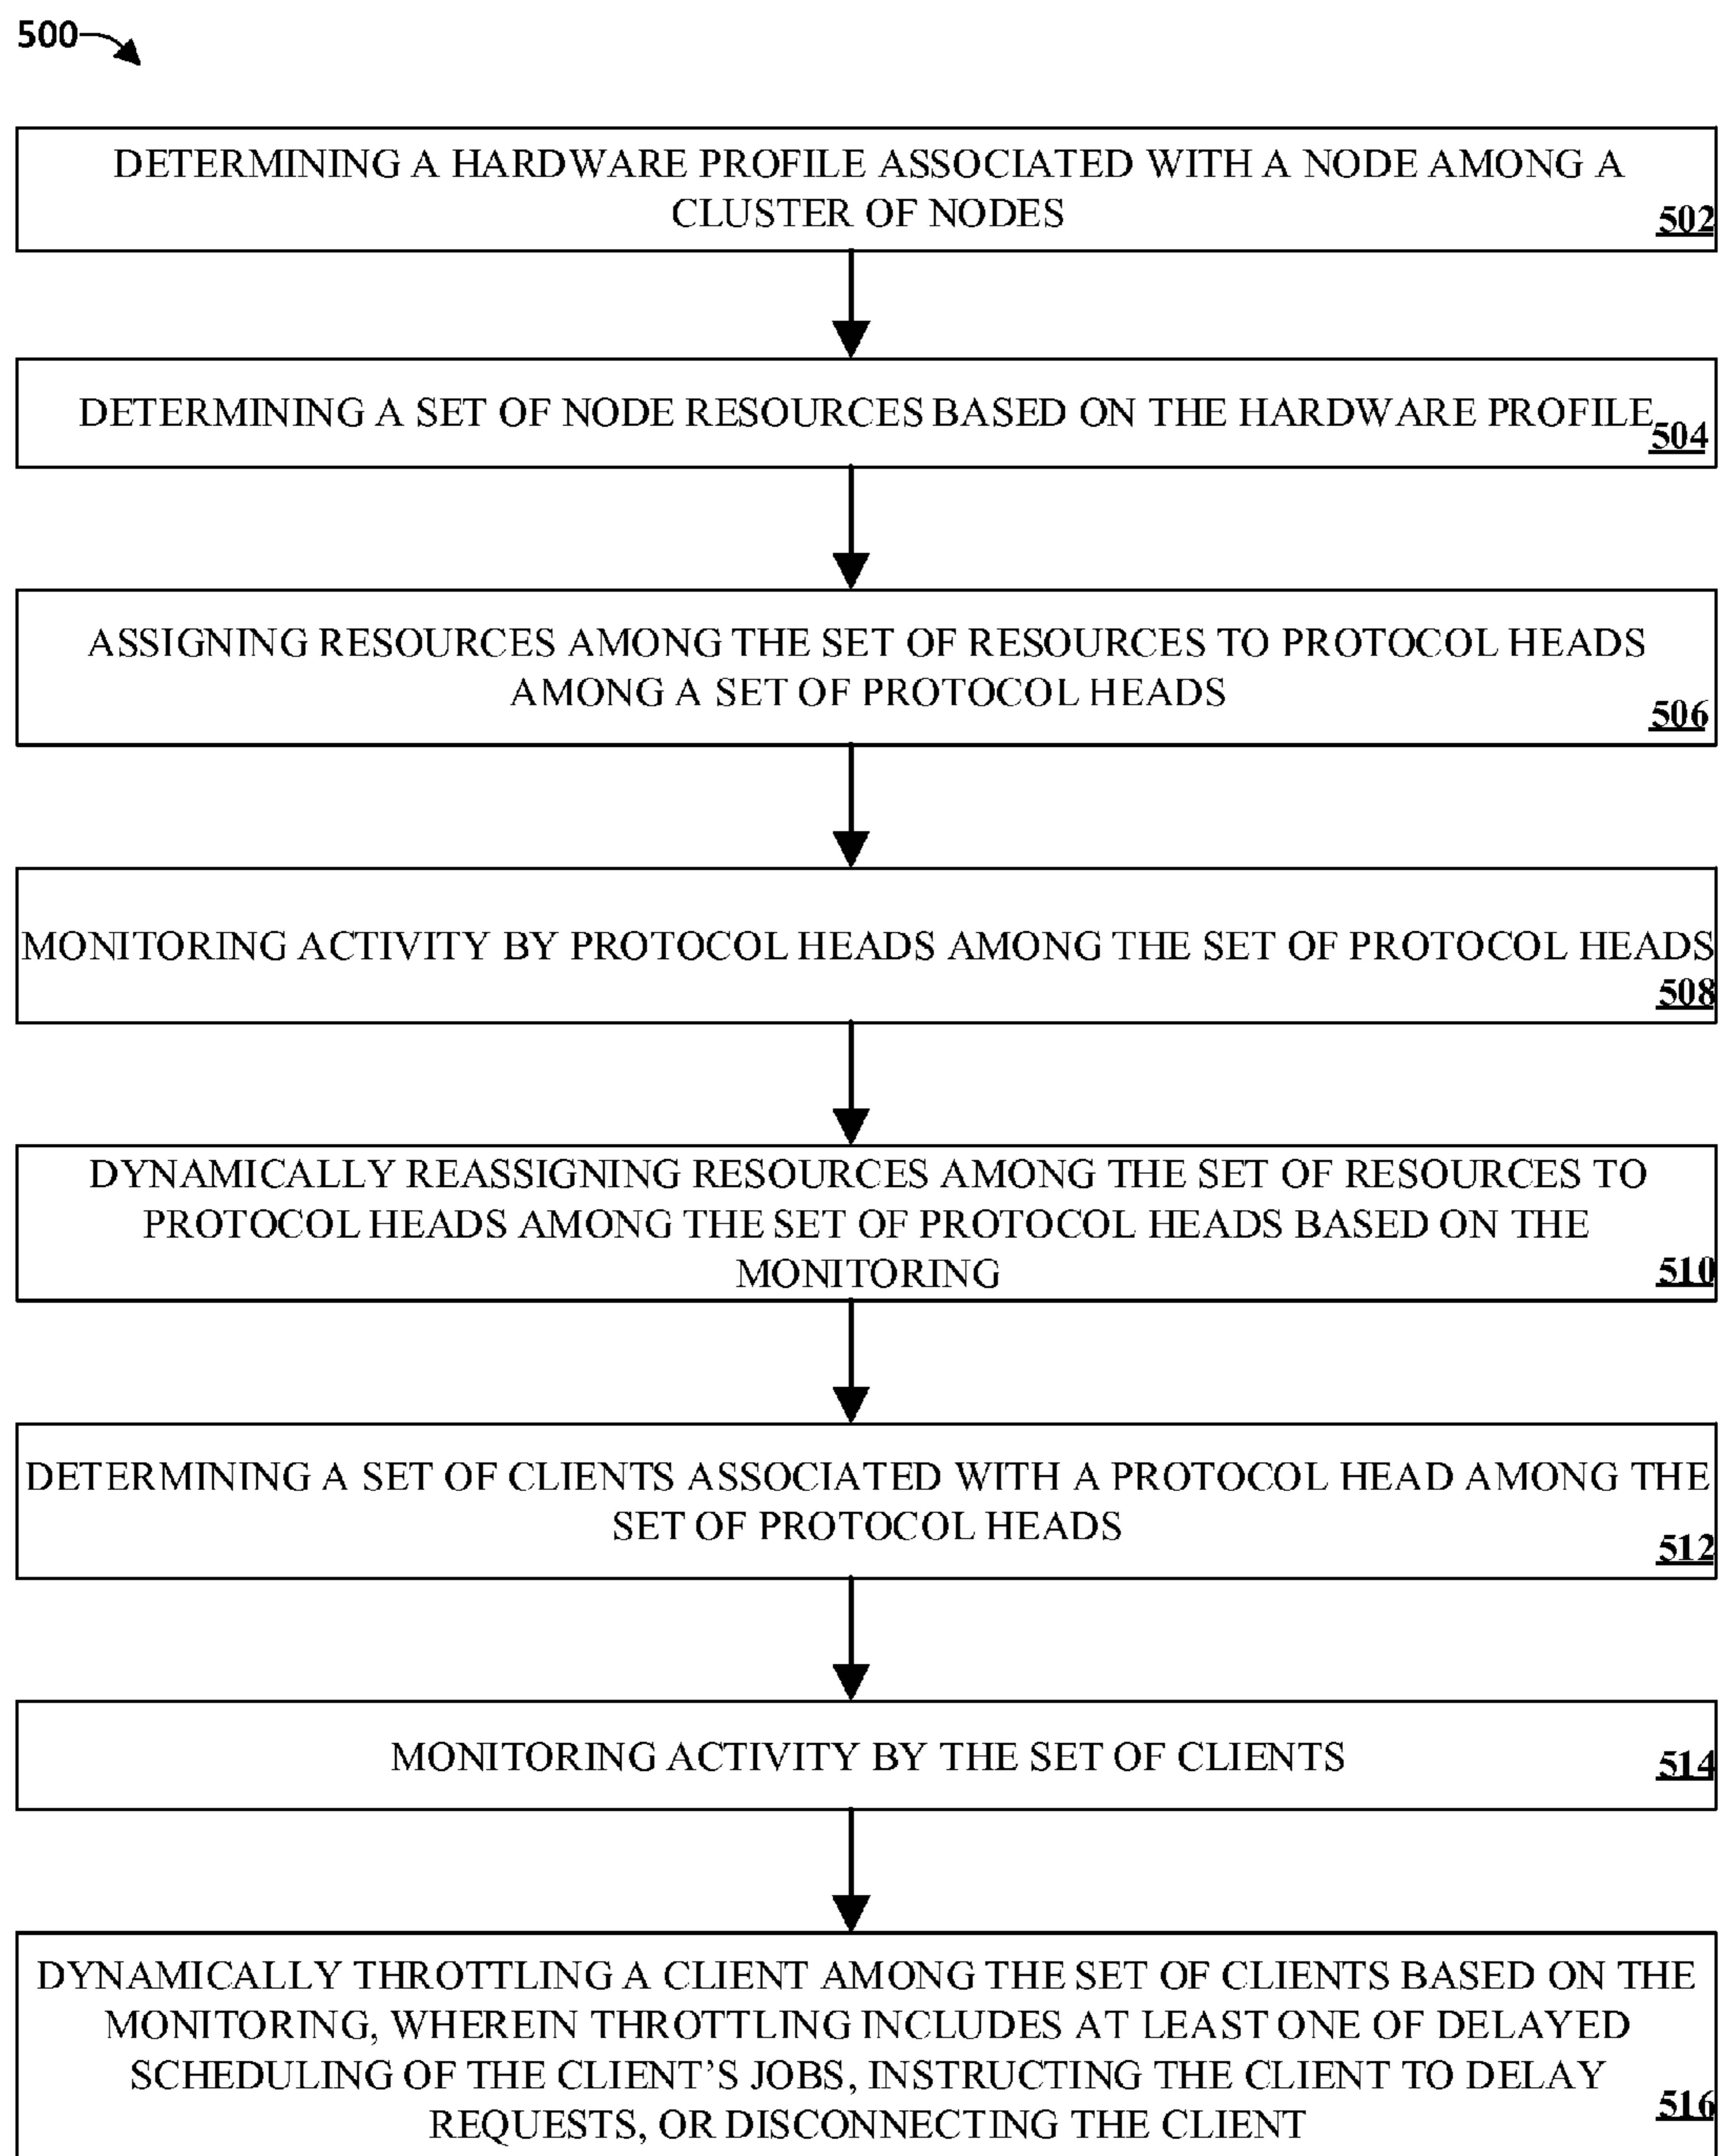 500
DETERMINING A HARDWARE PROFILE ASSOCIATED WITH A NODE AMONG A
CLUSTER OF NODES
502
DETERMINING A SET OF NODE RESOURCES BASED ON THE HARDWARE PROFILE
504
ASSIGNING RESOURCES AMONG THE SET OF RESOURCES TO PROTOCOL HEADS
AMONG A SET OF PROTOCOL HEADS
506
MONITORING ACTIVITY BY PROTOCOL HEADS AMONG THE SET OF PROTOCOL HEADS
508
DYNAMICALLY REASSIGNING RESOURCES AMONG THE SET OF RESOURCES TO
PROTOCOL HEADS AMONG THE SET OF PROTOCOL HEADS BASED ON THE
MONITORING
510
DETERMINING A SET OF CLIENTS ASSOCIATED WITH A PROTOCOL HEAD AMONG THE
SET OF PROTOCOL HEADS
512
MONITORING ACTIVITY BY THE SET OF CLIENTS
514
DYNAMICALLY THROTTLING A CLIENT AMONG THE SET OF CLIENTS BASED ON THE
MONITORING, WHEREIN THROTTLING INCLUDES AT LEAST ONE OF DELAYED
SCHEDULING OF THE CLIENT'S JOBS, INSTRUCTING THE CLIENT TO DELAY
REQUESTS, OR DISCONNECTING THE CLIENT
516